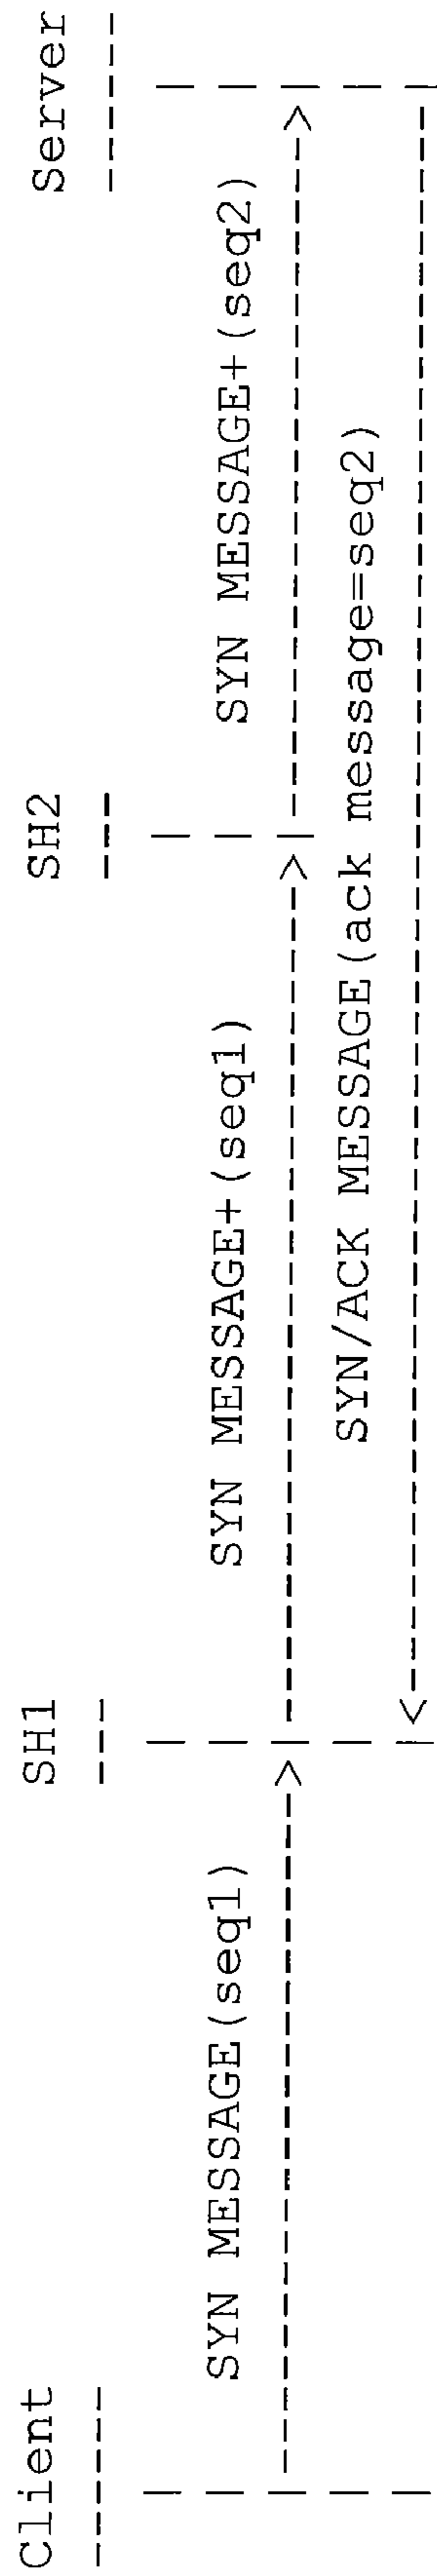 Client SH1 SH2 Server
SYN MESSAGE(seq1) SYN MESSAGE+(seq1) SYN MESSAGE+(seq2)
SYN/ACK MESSAGE(ack message=seq2)